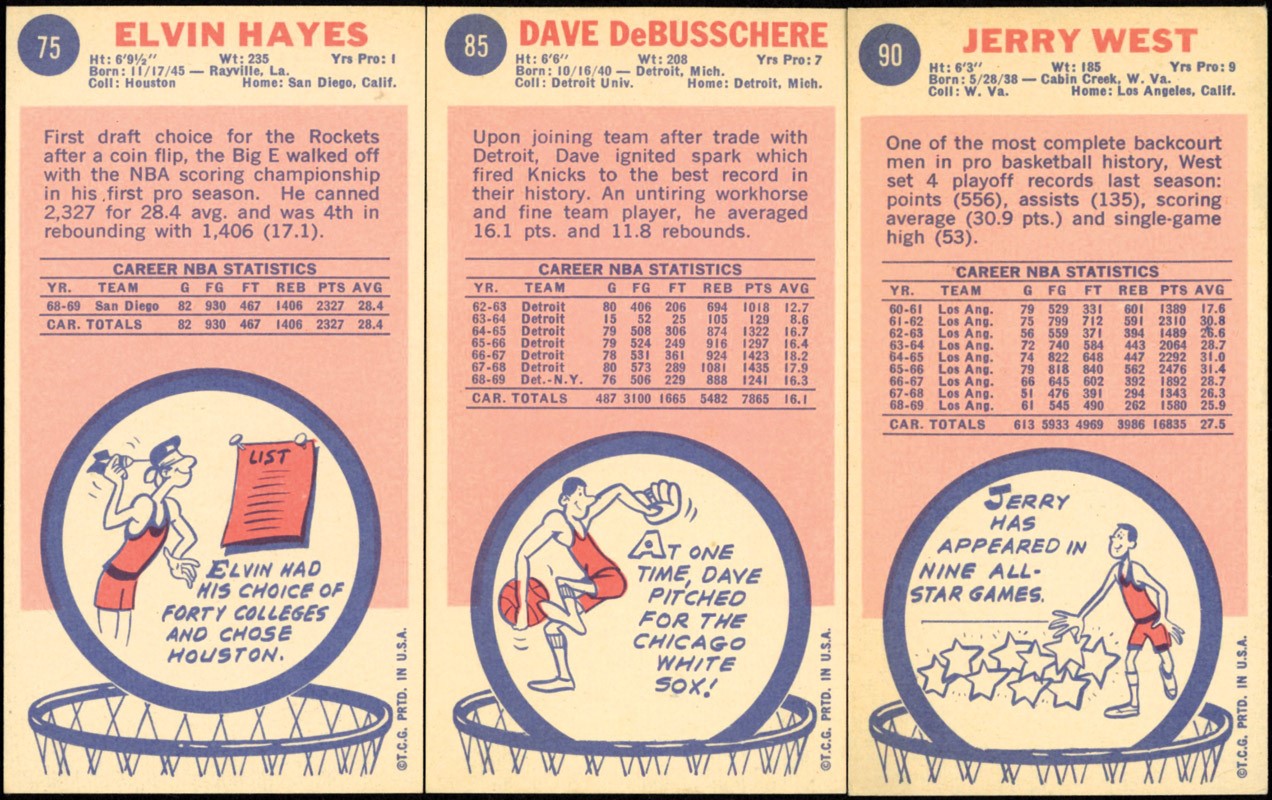 75
ELVIN HAYES
Ht: 6'9½" Wt: 235 Yrs Pro: 1
Born: 11/17/45 — Rayville, La.
Coll: Houston Home: San Diego, Calif.
First draft choice for the Rockets
after a coin flip, the Big E walked off
with the NBA scoring championship
in his first pro season. He canned
2,327 for 28.4 avg. and was 4th in
rebounding with 1,406 (17.1).
CAREER NBA STATISTICS
YR. TEAM G FG FT REB PTS AVG
68-69 San Diego 82 930 467 1406 2327 28.4
CAR. TOTALS 82 930 467 1406 2327 28.4
LIST
ELVIN HAD
HIS CHOICE OF
FORTY COLLEGES
AND CHOSE
HOUSTON.
©T.C.G. PRTD. IN U.S.A.
85
DAVE DeBUSSCHERE
Ht: 6'6" Wt: 208 Yrs Pro: 7
Born: 10/16/40 — Detroit, Mich.
Coll: Detroit Univ. Home: Detroit, Mich.
Upon joining team after trade with
Detroit, Dave ignited spark which
fired Knicks to the best record in
their history. An untiring workhorse
and fine team player, he averaged
16.1 pts. and 11.8 rebounds.
CAREER NBA STATISTICS
YR. TEAM G FG FT REB PTS AVG
62-63 Detroit 80 406 206 694 1018 12.7
63-64 Detroit 15 52 25 105 129 8.6
64-65 Detroit 79 508 306 874 1322 16.7
65-66 Detroit 79 524 249 916 1297 16.4
66-67 Detroit 78 531 361 924 1423 18.2
67-68 Detroit 80 573 289 1081 1435 17.9
68-69 Det.-N.Y. 76 506 229 888 1241 16.3
CAR. TOTALS 487 3100 1665 5482 7865 16.1
AT ONE
TIME, DAVE
PITCHED
FOR THE
CHICAGO
WHITE
SOX!
©T.C.G. PRTD. IN U.S.A.
90
JERRY WEST
Ht: 6'3" Wt: 185 Yrs Pro: 9
Born: 5/28/38 — Cabin Creek, W. Va.
Coll: W. Va. Home: Los Angeles, Calif.
One of the most complete backcourt
men in pro basketball history, West
set 4 playoff records last season:
points (556), assists (135), scoring
average (30.9 pts.) and single-game
high (53).
CAREER NBA STATISTICS
YR. TEAM G FG FT REB PTS AVG
60-61 Los Ang. 79 529 331 601 1389 17.6
61-62 Los Ang. 75 799 712 591 2310 30.8
62-63 Los Ang. 56 559 371 394 1489 26.6
63-64 Los Ang. 72 740 584 443 2064 28.7
64-65 Los Ang. 74 822 648 447 2292 31.0
65-66 Los Ang. 79 818 840 562 2476 31.4
66-67 Los Ang. 66 645 602 392 1892 28.7
67-68 Los Ang. 51 476 391 294 1343 26.3
68-69 Los Ang. 61 545 490 262 1580 25.9
CAR. TOTALS 613 5933 4969 3986 16835 27.5
JERRY
HAS
APPEARED IN
NINE ALL-
STAR GAMES.
©T.C.G. PRTD. IN U.S.A.